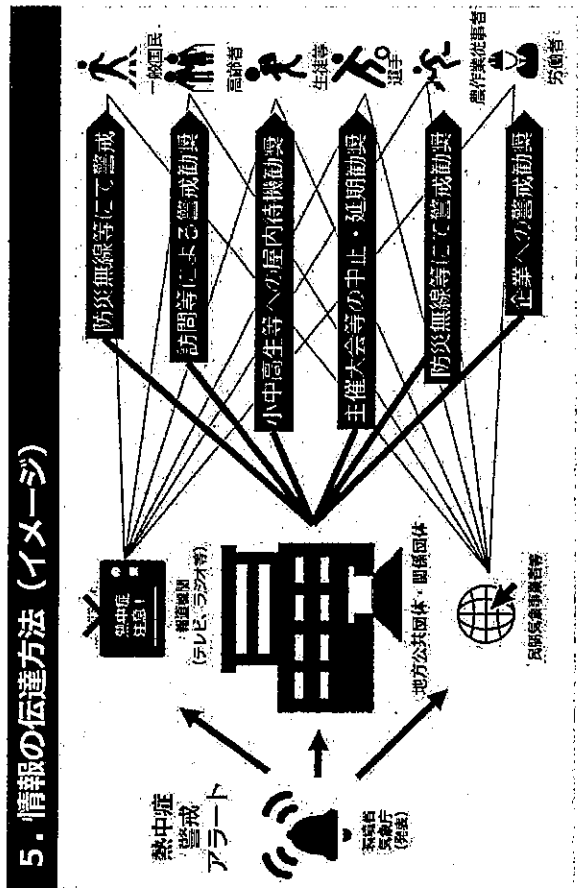 5．情報の伝達方法（イメージ）
熱中症
警戒
アラート
環境省
気象庁
(発表)
熱中症
注意！
報道機関
(テレビ、ラジオ等)
地方公共団体・関係団体
民間気象事業者等
防災無線等にて警戒
訪問等による警戒勧奨
小中高生等への屋内待機勧奨
主催大会等の中止・延期勧奨
防災無線等にて警戒勧奨
企業への警戒勧奨
一般国民
高齢者
生徒等
選手
農作業従事者
労働者